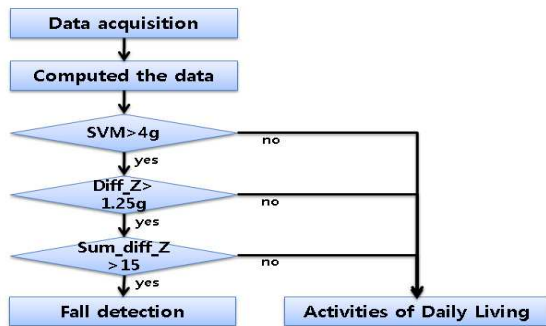 Data acquisition
Computed the data
SVM>4g
no
yes
Diff_Z>
1.25g
no
yes
Sum_diff_Z
>15
no
yes
Fall detection
Activities of Daily Living